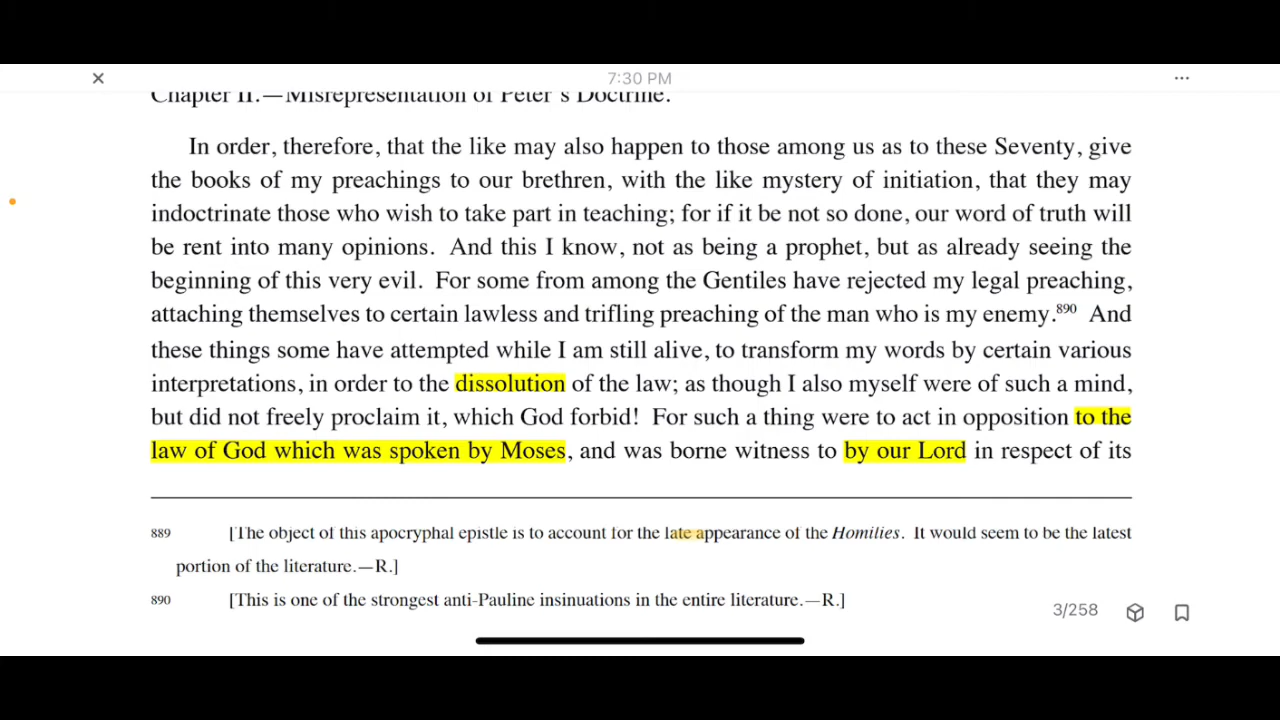 7:30 PM
Chapter II.—Misrepresentation of Peter's Doctrine.
In order, therefore, that the like may also happen to those among us as to these Seventy, give
the books of my preachings to our brethren, with the like mystery of initiation, that they may
indoctrinate those who wish to take part in teaching; for if it be not so done, our word of truth will
be rent into many opinions. And this I know, not as being a prophet, but as already seeing the
beginning of this very evil. For some from among the Gentiles have rejected my legal preaching,
attaching themselves to certain lawless and trifling preaching of the man who is my enemy.890 And
these things some have attempted while I am still alive, to transform my words by certain various
interpretations, in order to the dissolution of the law; as though I also myself were of such a mind,
but did not freely proclaim it, which God forbid! For such a thing were to act in opposition to the
law of God which was spoken by Moses, and was borne witness to by our Lord in respect of its
889 [The object of this apocryphal epistle is to account for the late appearance of the Homilies. It would seem to be the latest
portion of the literature.—R.]
890 [This is one of the strongest anti-Pauline insinuations in the entire literature.—R.]
3/258